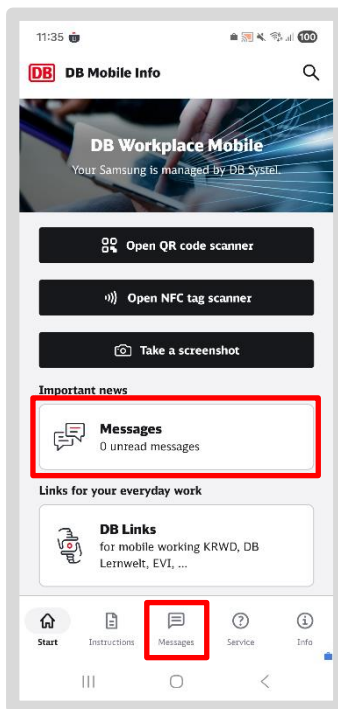 11:35
100
DB DB Mobile Info
DB Workplace Mobile
Your Samsung is managed by DB Systel.
Open QR code scanner
Open NFC tag scanner
Take a screenshot
Important news
Messages
0 unread messages
Links for your everyday work
DB Links
for mobile working KRWD, DB
Lernwelt, EVI, ...
Start Instructions Messages Service Info